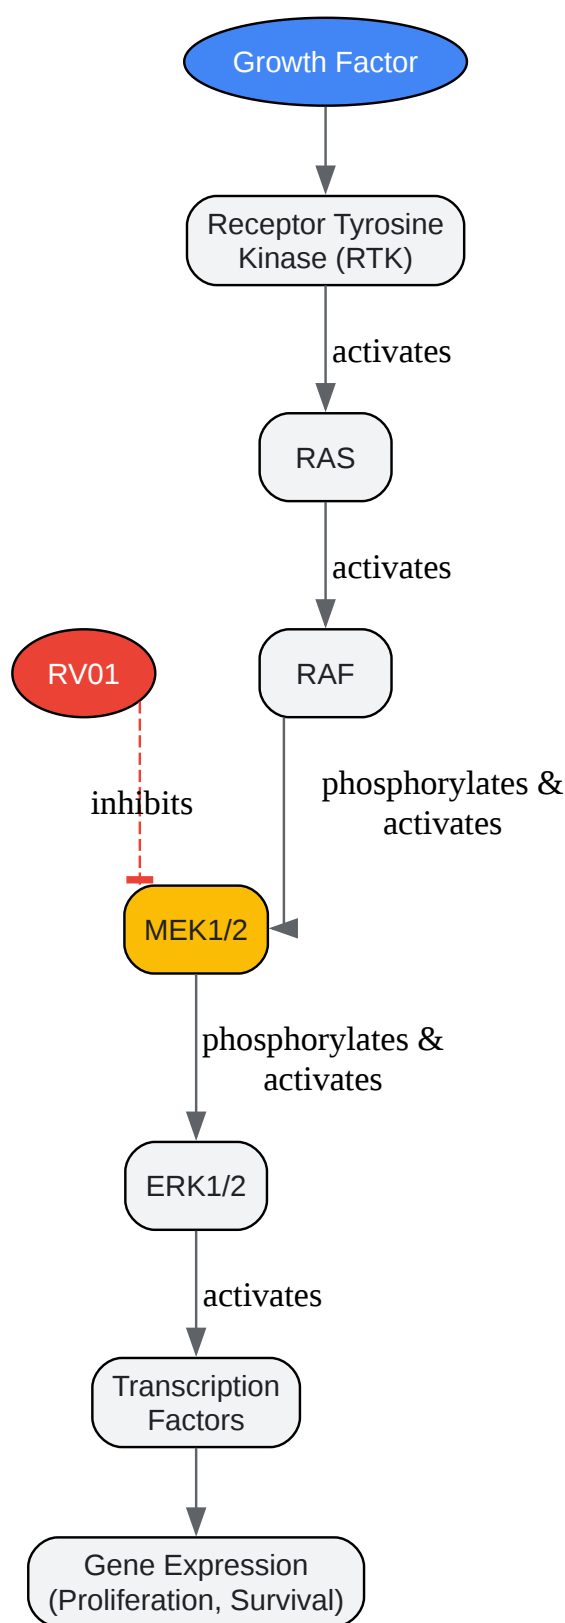 Growth Factor
Receptor Tyrosine
Kinase (RTK)
activates
RAS
activates
RV01
RAF
inhibits
phosphorylates &
activates
MEK1/2
phosphorylates &
activates
ERK1/2
activates
Transcription
Factors
Gene Expression
(Proliferation, Survival)